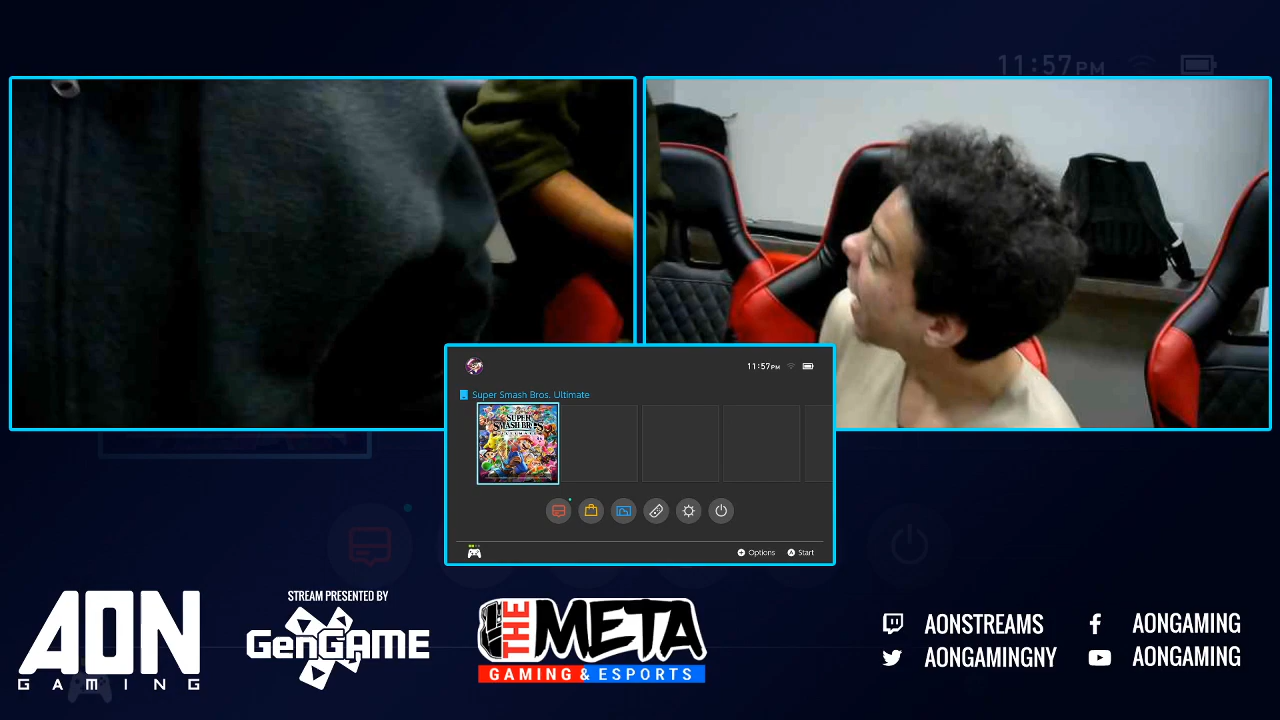 11:57PM
11:57PM
Super Smash Bros. Ultimate
SUPER
SMASH BROS.
ULTIMATE
Options
Start
AON
GAMING
STREAM PRESENTED BY
GENGAME
THE META
GAMING & ESPORTS
AONSTREAMS
AONGAMING
AONGAMINGNY
AONGAMING